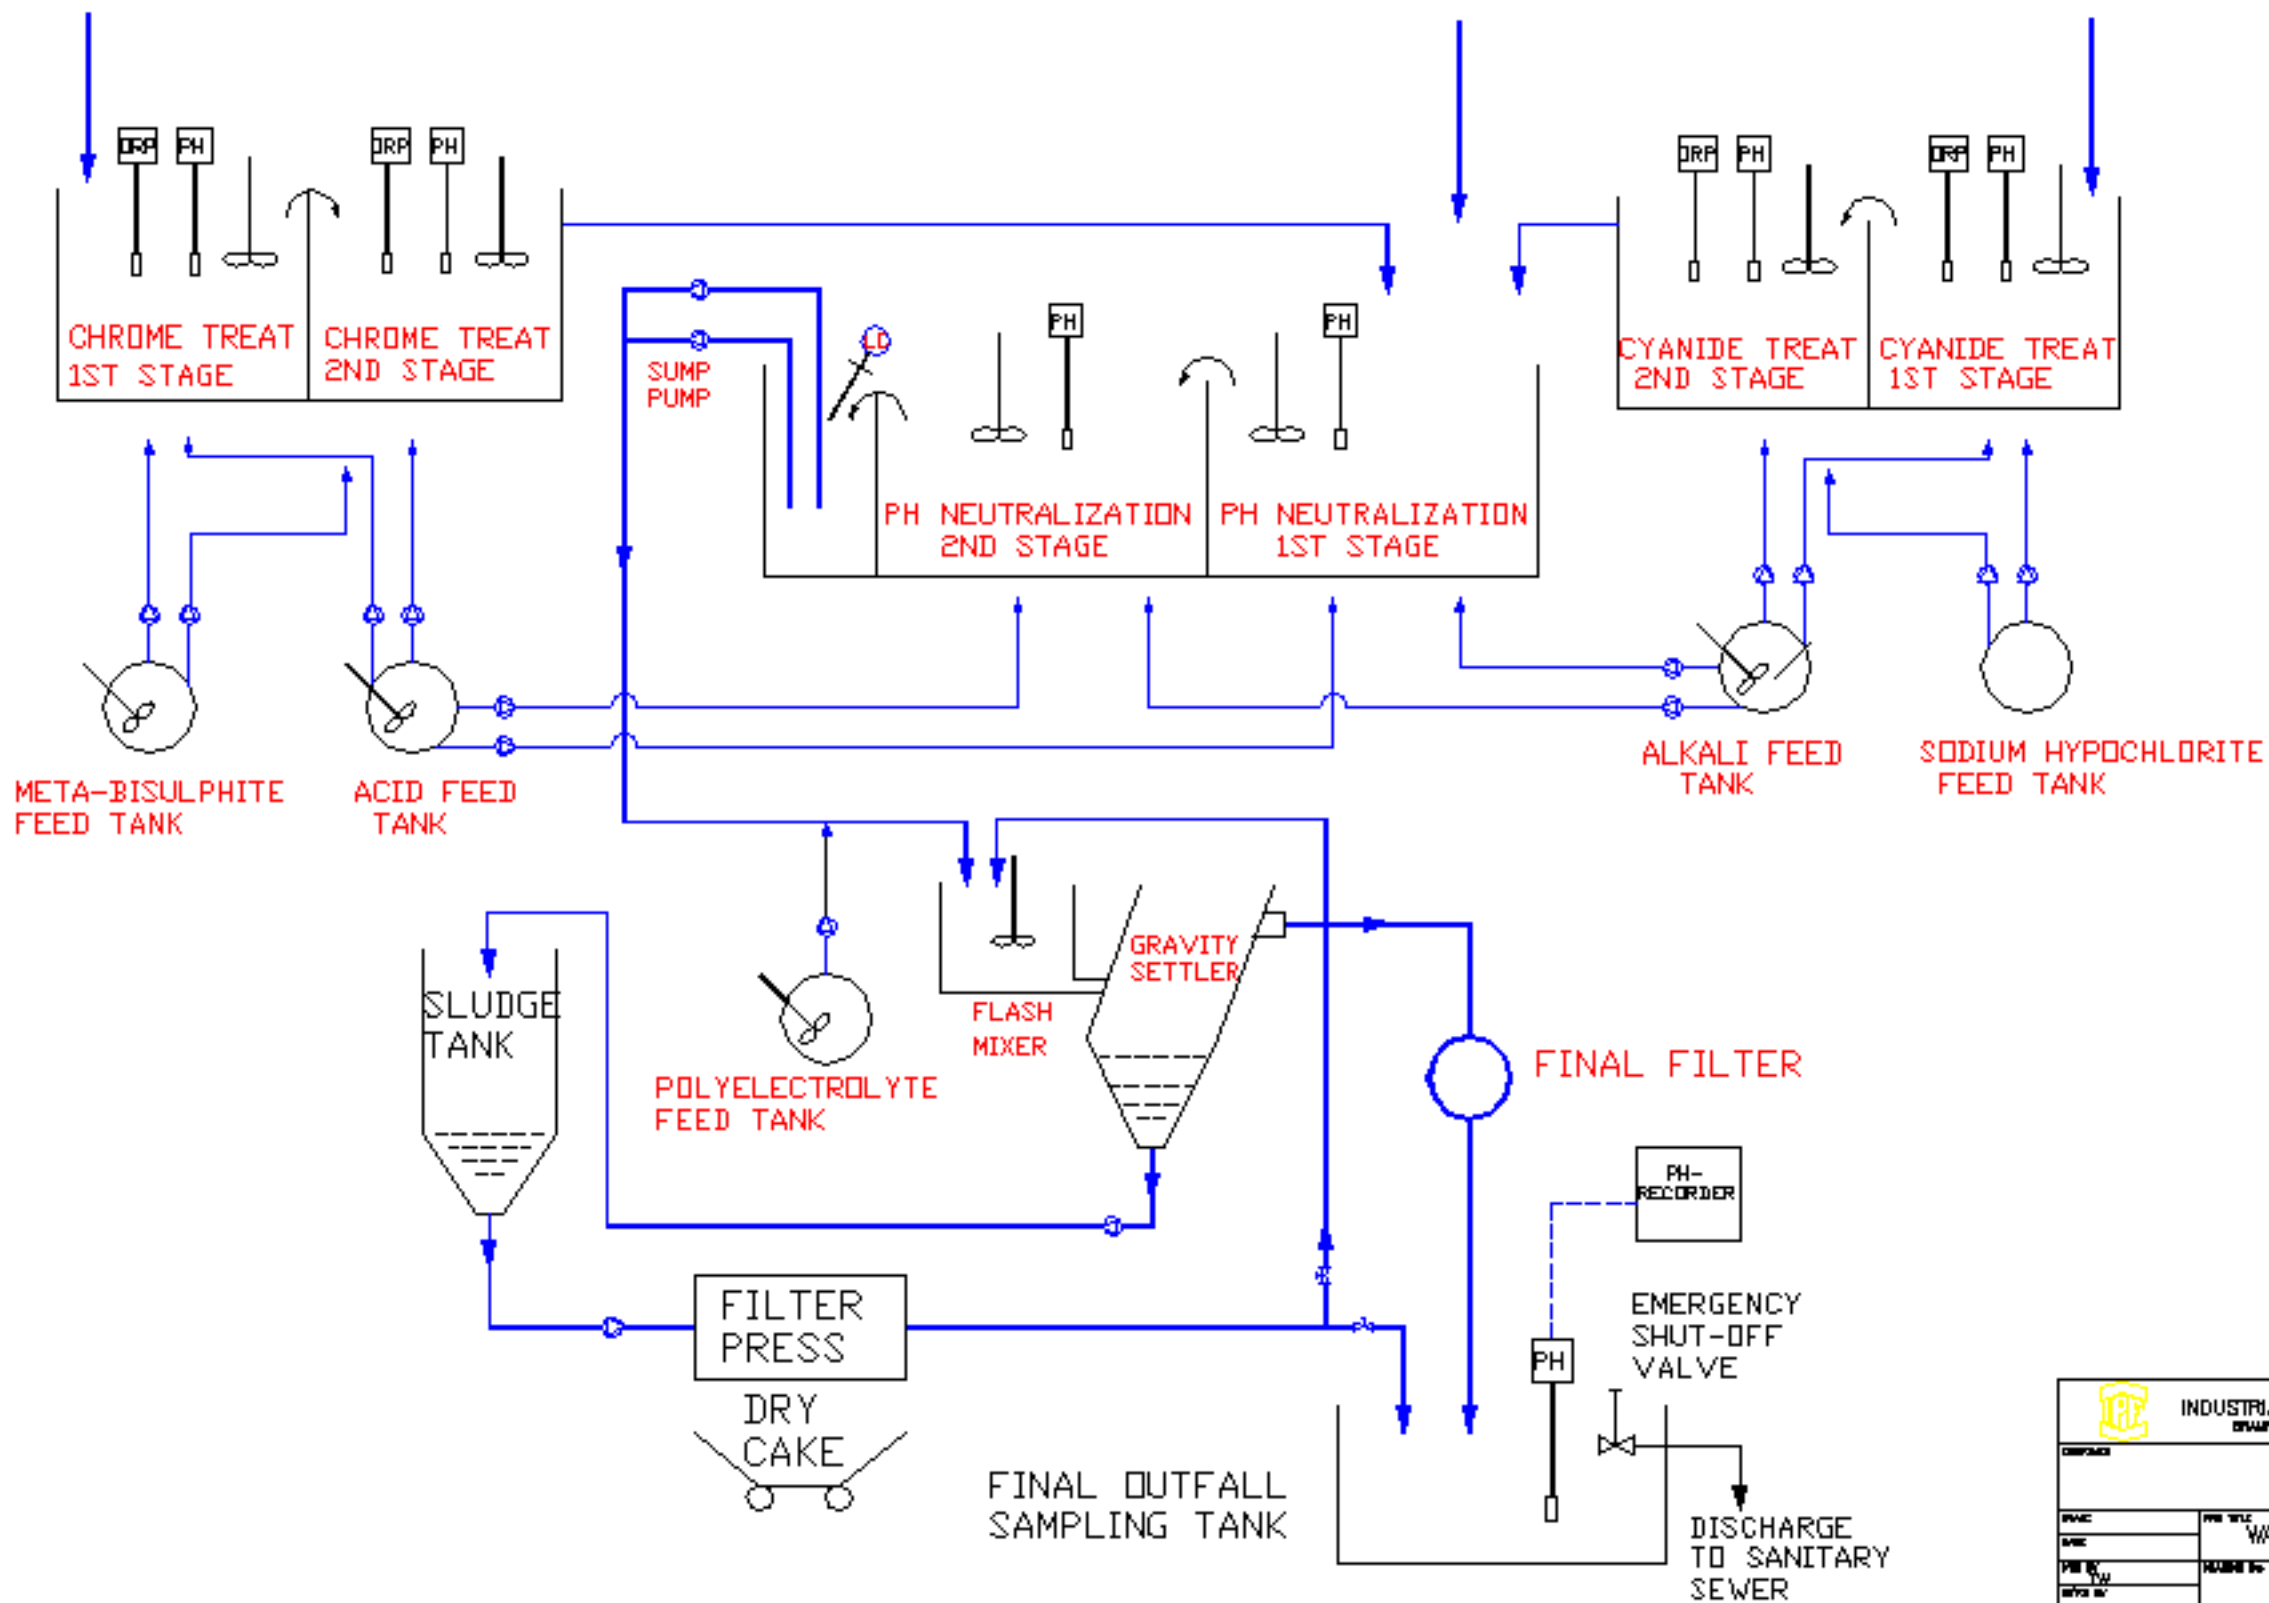 ORP PH
ORP PH
PH
PH
ORP PH
ORP PH
CHROME TREAT
1ST STAGE
CHROME TREAT
2ND STAGE
SUMP
PUMP
LC
CYANIDE TREAT
2ND STAGE
CYANIDE TREAT
1ST STAGE
PH NEUTRALIZATION
2ND STAGE
PH NEUTRALIZATION
1ST STAGE
META-BISULPHITE
FEED TANK
ACID FEED
TANK
ALKALI FEED
TANK
SODIUM HYPOCHLORITE
FEED TANK
SLUDGE
TANK
POLYELECTROLYTE
FEED TANK
FLASH
MIXER
GRAVITY
SETTLER
FINAL FILTER
PH-
RECORDER
FILTER
PRESS
DRY
CAKE
PH
EMERGENCY
SHUT-OFF
VALVE
FINAL OUTFALL
SAMPLING TANK
DISCHARGE
TO SANITARY
SEWER